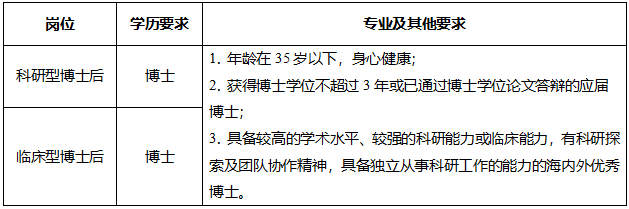 岗位 学历要求 专业及其他要求
科研型博士后 博士
临床型博士后 博士
1．年龄在 35 岁以下，身心健康；
2．获得博士学位不超过 3 年或已通过博士学位论文答辩的应届
博士；
3．具备较高的学术水平、较强的科研能力或临床能力，有科研探
索及团队协作精神，具备独立从事科研工作的能力的海内外优秀
博士。